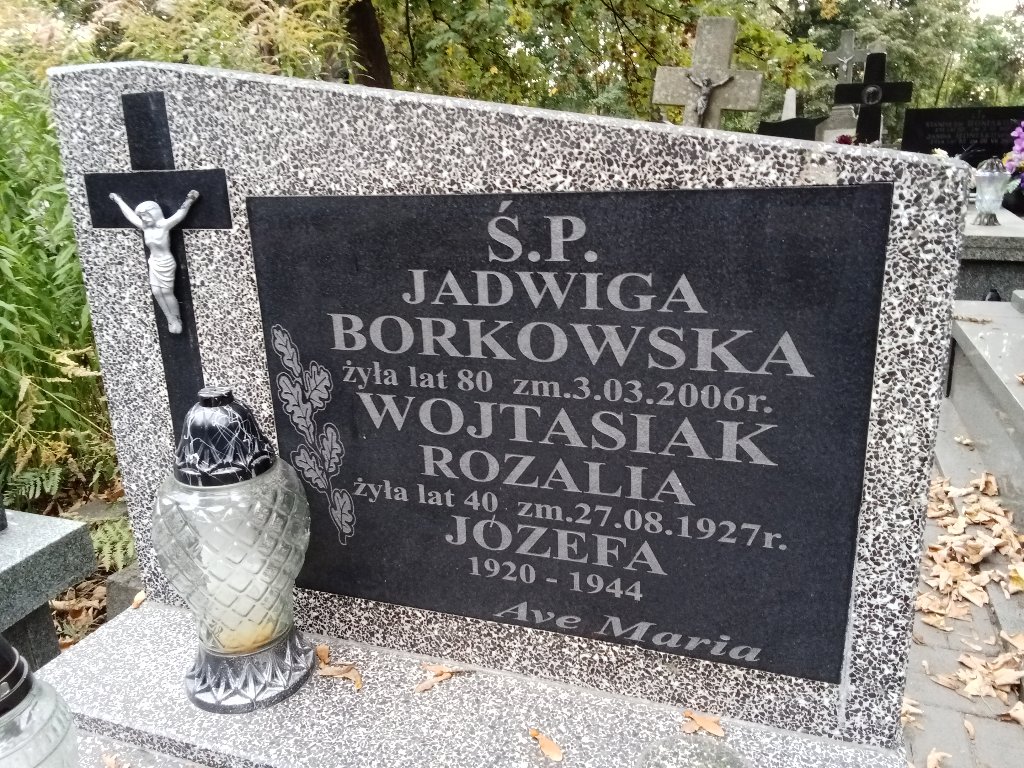 Ś.P.
JADWIGA
BORKOWSKA
żyła lat 80 zm.3.03.2006r.
WOJTASIAK
ROZALIA
żyła lat 40 zm.27.08.1927r.
JÓZEFA
1920 - 1944
Ave Maria